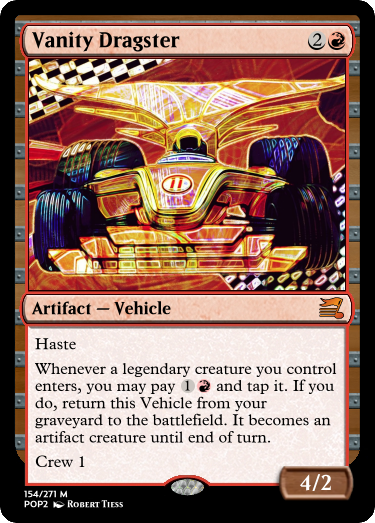 Vanity Dragster 2
11
Artifact — Vehicle
Haste
Whenever a legendary creature you control
enters, you may pay 1 and tap it. If you
do, return this Vehicle from your
graveyard to the battlefield. It becomes an
artifact creature until end of turn.
Crew 1
4/2
154/271 M
POP2 Robert Tiess